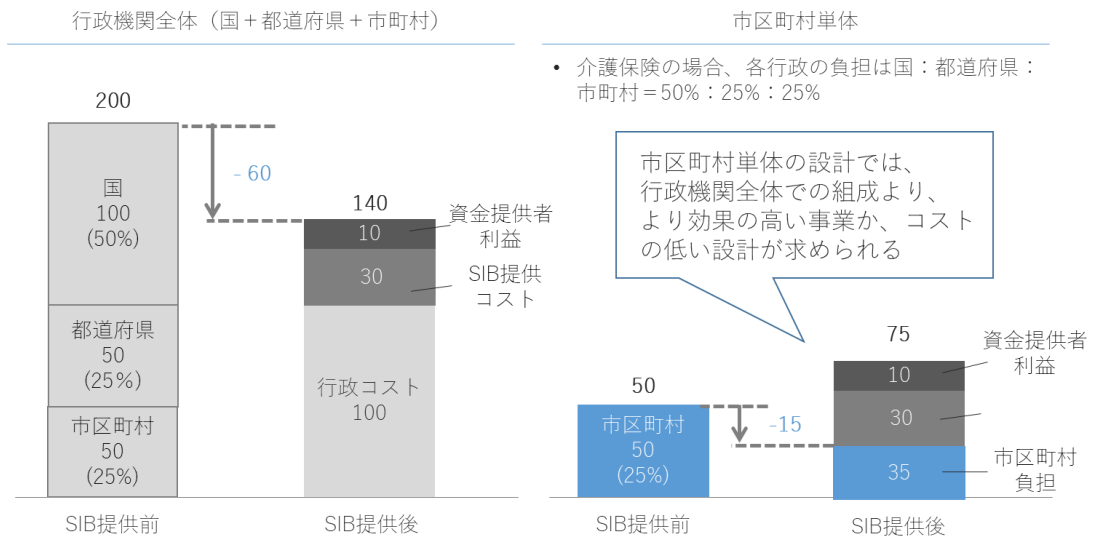 行政機関全体（国＋都道府県＋市町村）
200
国
100
(50%)
都道府県
50
(25%)
市区町村
50
(25%)
- 60
140
10
資金提供者
利益
30
SIB提供
コスト
行政コスト
100
SIB提供前
SIB提供後
市区町村単体
• 介護保険の場合、各行政の負担は国：都道府県：
市町村＝50%：25%：25%
市区町村単体の設計では、
行政機関全体での組成より、
より効果の高い事業か、コスト
の低い設計が求められる
50
市区町村
50
(25%)
-15
75
10
資金提供者
利益
30
35
市区町村
負担
SIB提供前
SIB提供後